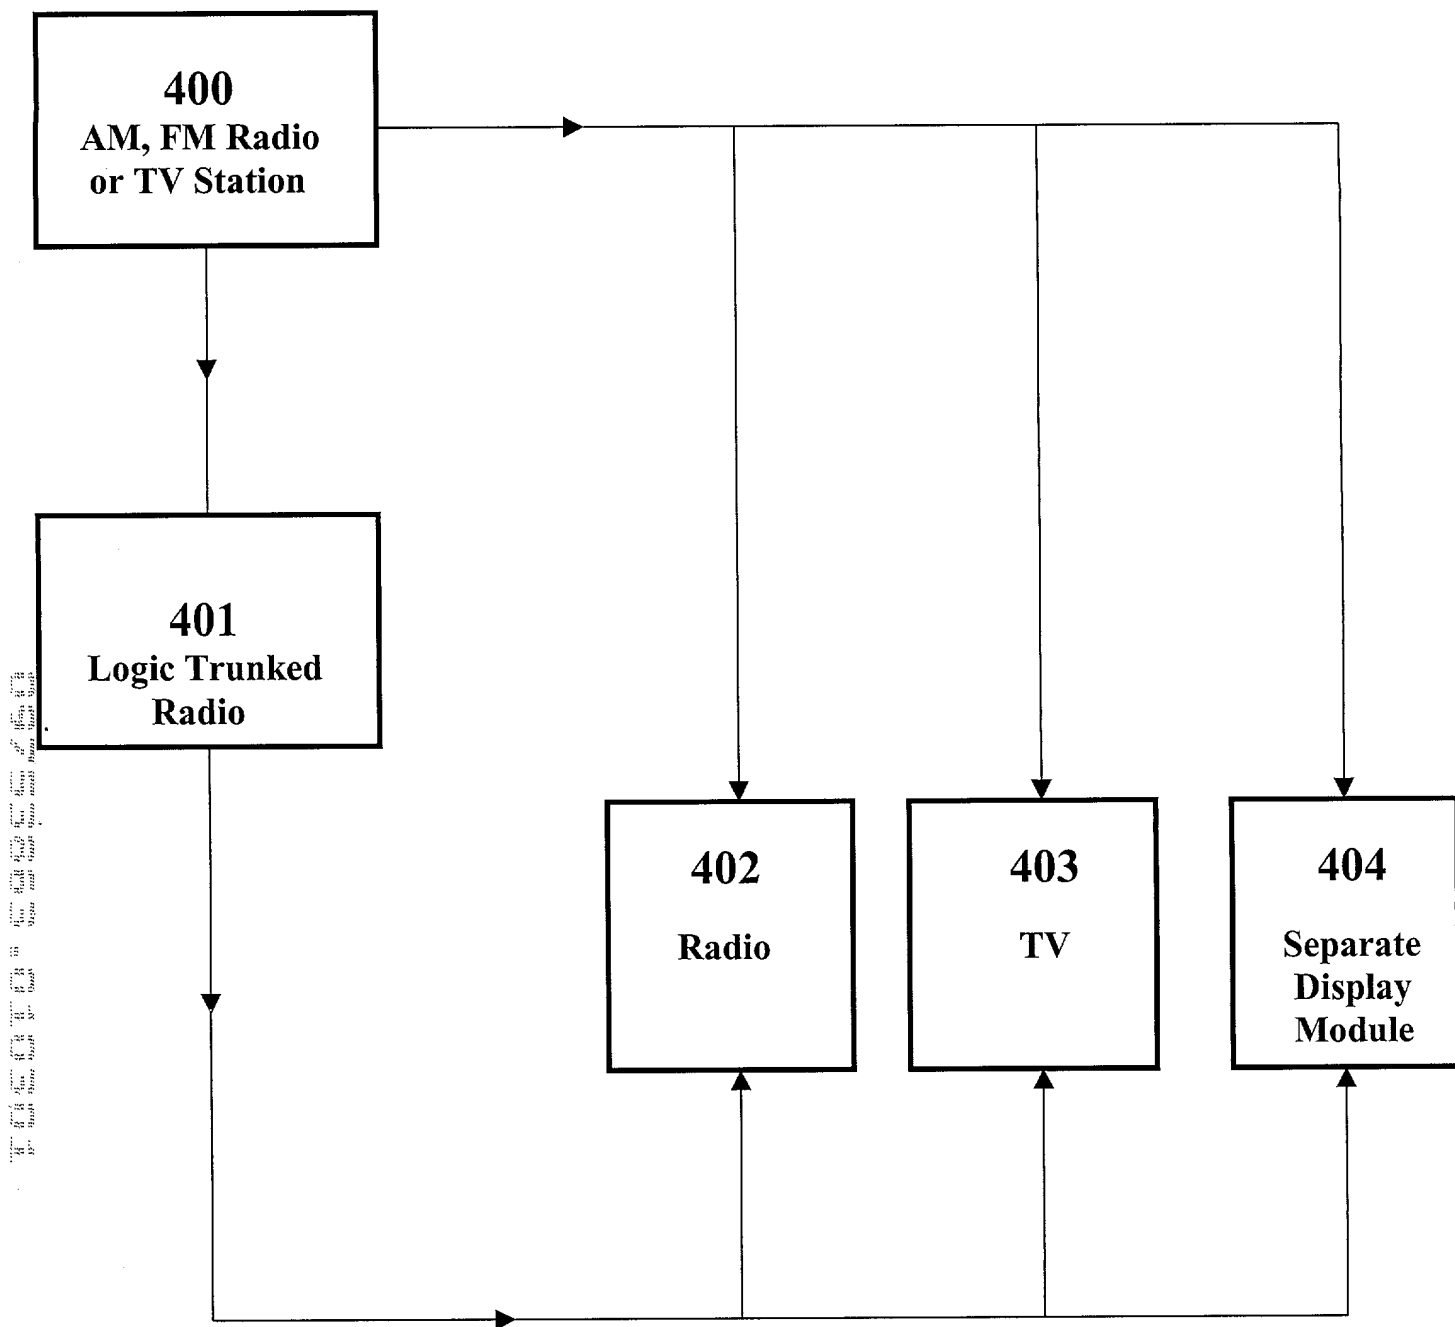 400
AM, FM Radio
or TV Station
401
Logic Trunked
Radio
402
Radio
403
TV
404
Separate
Display
Module